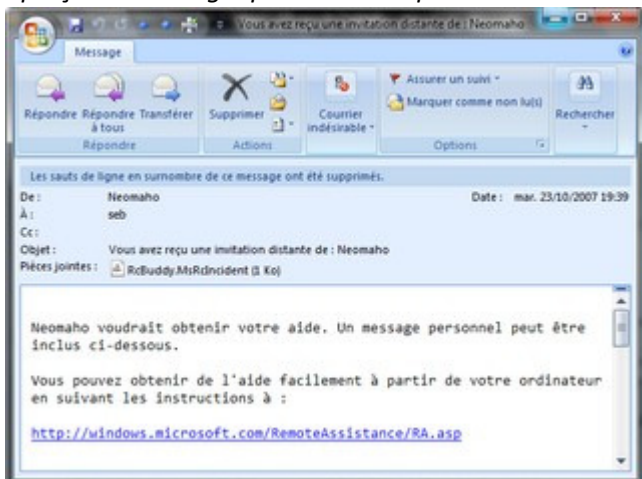 Vous avez reçu une invitation distante de : Neomaho
Message
Répondre
Répondre à tous
Transférer
Supprimer
Courrier indésirable
Assurer un suivi
Marquer comme non lu(s)
Rechercher
Répondre
Actions
Options
Les sauts de ligne en surnombre de ce message ont été supprimés.
De : Neomaho
Date : mar. 23/10/2007 19:39
À : seb
Cc :
Objet : Vous avez reçu une invitation distante de : Neomaho
Pièces jointes : RcBuddy.MsRcIncident (1 Ko)
Neomaho voudrait obtenir votre aide. Un message personnel peut être
inclus ci-dessous.
Vous pouvez obtenir de l'aide facilement à partir de votre ordinateur
en suivant les instructions à :
http://windows.microsoft.com/RemoteAssistance/RA.asp